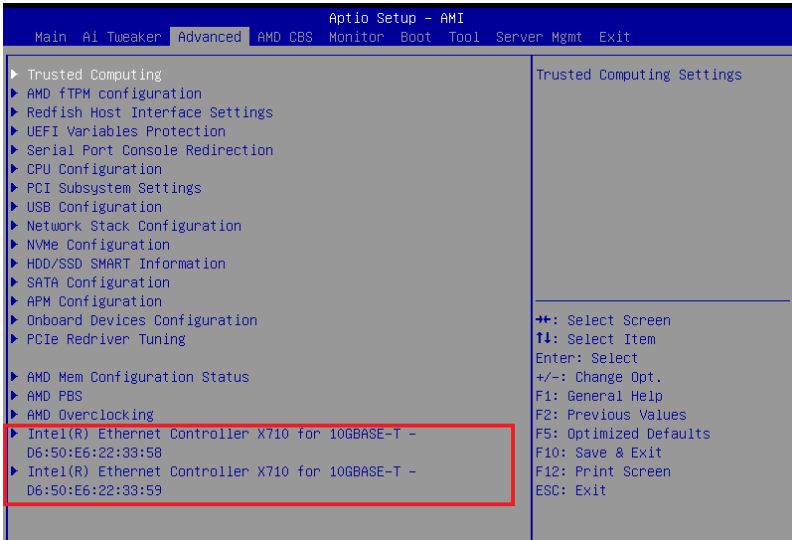 Aptio Setup – AMI
Main Ai Tweaker Advanced AMD CBS Monitor Boot Tool Server Mgmt Exit
Trusted Computing
AMD fTPM configuration
Redfish Host Interface Settings
UEFI Variables Protection
Serial Port Console Redirection
CPU Configuration
PCI Subsystem Settings
USB Configuration
Network Stack Configuration
NVMe Configuration
HDD/SSD SMART Information
SATA Configuration
APM Configuration
Onboard Devices Configuration
PCIe Redriver Tuning
AMD Mem Configuration Status
AMD PBS
AMD Overclocking
Intel(R) Ethernet Controller X710 for 10GBASE-T –
D6:50:E6:22:33:58
Intel(R) Ethernet Controller X710 for 10GBASE-T –
D6:50:E6:22:33:59
Trusted Computing Settings
→←: Select Screen
↑↓: Select Item
Enter: Select
+/-: Change Opt.
F1: General Help
F2: Previous Values
F5: Optimized Defaults
F10: Save & Exit
F12: Print Screen
ESC: Exit